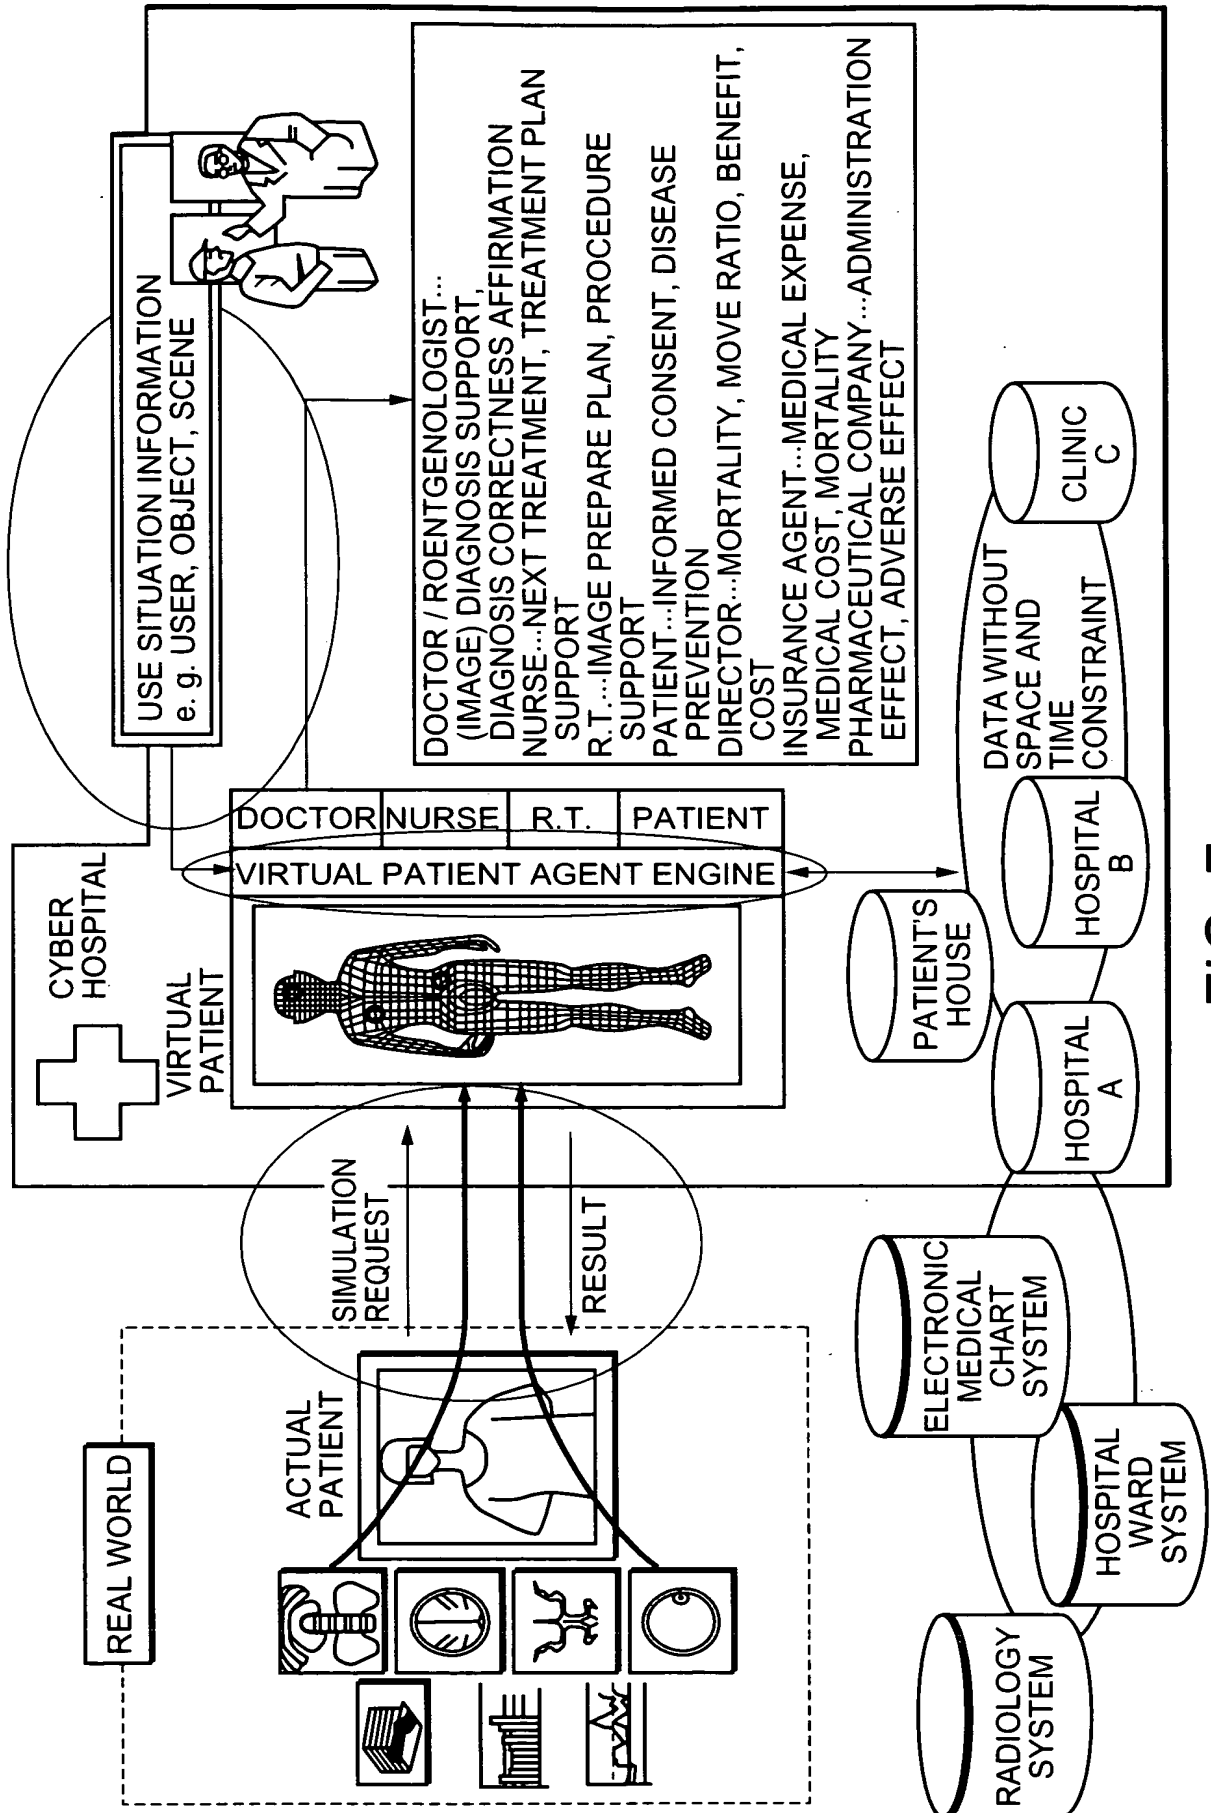 REAL WORLD
ACTUAL
PATIENT
SIMULATION
REQUEST
RESULT
CYBER
HOSPITAL
VIRTUAL
PATIENT
VIRTUAL PATIENT AGENT ENGINE
DOCTOR
NURSE
R.T.
PATIENT
USE SITUATION INFORMATION
e. g. USER, OBJECT, SCENE
DOCTOR / ROENTGENOLOGIST...
(IMAGE) DIAGNOSIS SUPPORT,
DIAGNOSIS CORRECTNESS AFFIRMATION
NURSE...NEXT TREATMENT, TREATMENT PLAN
SUPPORT
R.T....IMAGE PREPARE PLAN, PROCEDURE
SUPPORT
PATIENT...INFORMED CONSENT, DISEASE
PREVENTION
DIRECTOR...MORTALITY, MOVE RATIO, BENEFIT,
COST
INSURANCE AGENT...MEDICAL EXPENSE,
MEDICAL COST, MORTALITY
PHARMACEUTICAL COMPANY...ADMINISTRATION
EFFECT, ADVERSE EFFECT
RADIOLOGY
SYSTEM
HOSPITAL
WARD
SYSTEM
ELECTRONIC
MEDICAL
CHART
SYSTEM
HOSPITAL
A
PATIENT'S
HOUSE
HOSPITAL
B
DATA WITHOUT
SPACE AND
TIME
CONSTRAINT
CLINIC
C